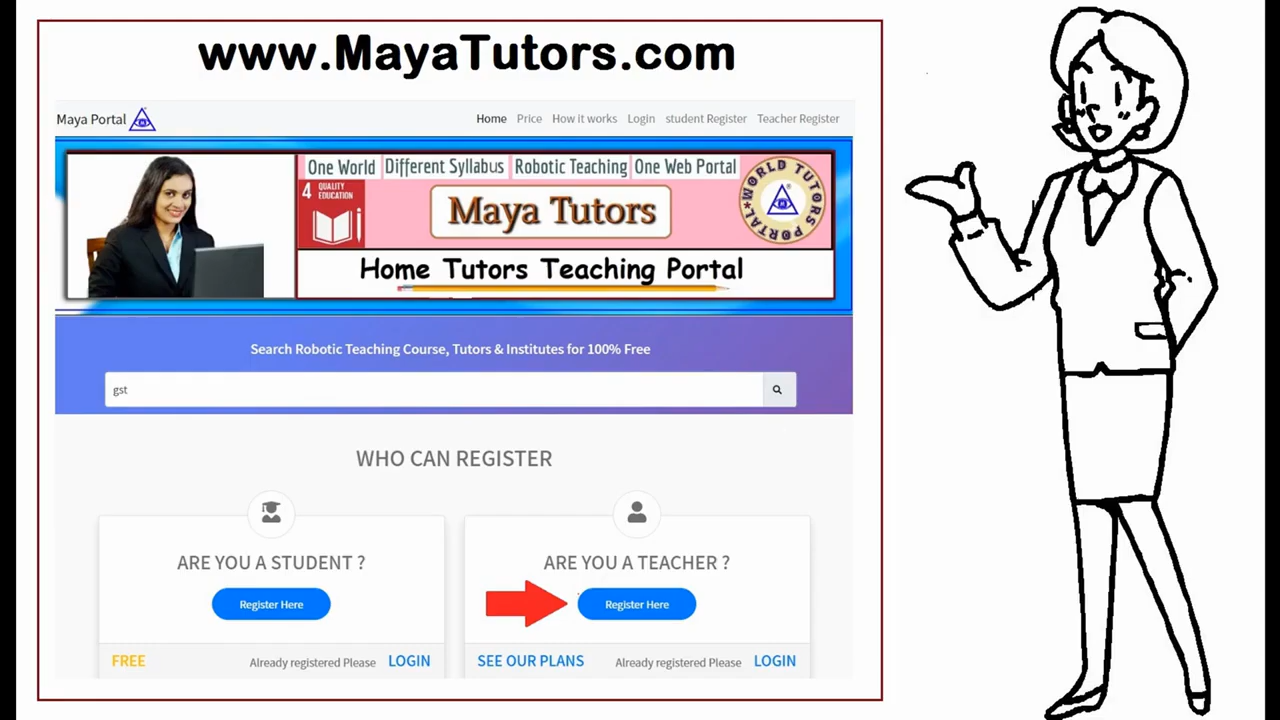 www.MayaTutors.com
Maya Portal
Home Price How it works Login student Register Teacher Register
One World Different Syllabus Robotic Teaching One Web Portal
4 QUALITY EDUCATION
Maya Tutors
WORLD TUTORS PORTAL
Home Tutors Teaching Portal
Search Robotic Teaching Course, Tutors & Institutes for 100% Free
gst
WHO CAN REGISTER
ARE YOU A STUDENT ?
Register Here
FREE Already registered Please LOGIN
ARE YOU A TEACHER ?
Register Here
SEE OUR PLANS Already registered Please LOGIN